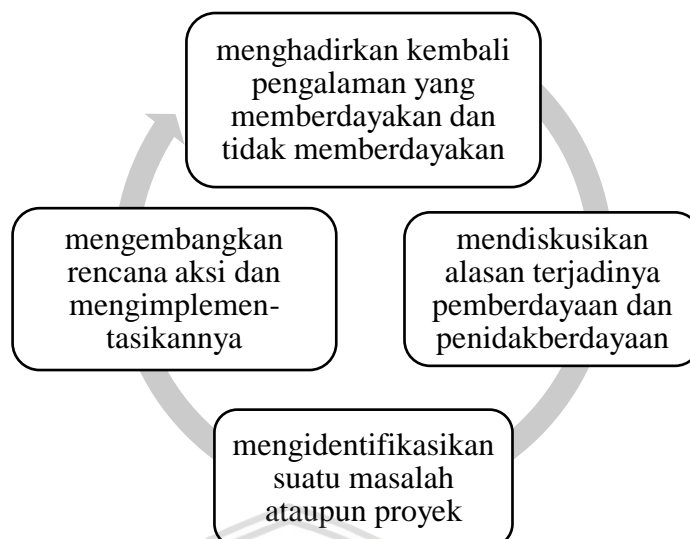 menghadirkan kembali
pengalaman yang
memberdayakan dan
tidak memberdayakan
mendiskusikan
alasan terjadinya
pemberdayaan dan
penidakberdayaan
mengidentifikasikan
suatu masalah
ataupun proyek
mengembangkan
rencana aksi dan
mengimplemen-
tasikannya